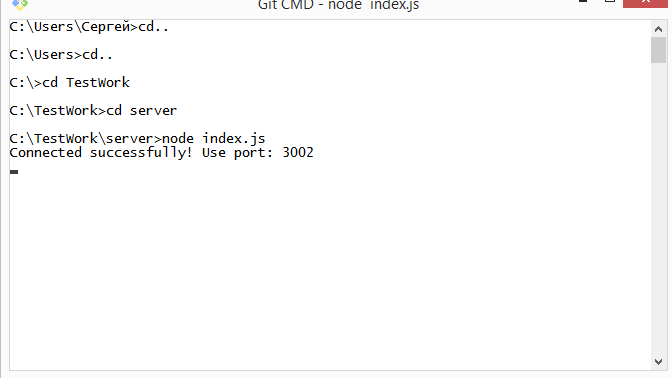 Git CMD - node  index.js
C:\Users\Сергей>cd..
C:\Users>cd..
C:\>cd TestWork
C:\TestWork>cd server
C:\TestWork\server>node index.js
Connected successfully! Use port: 3002